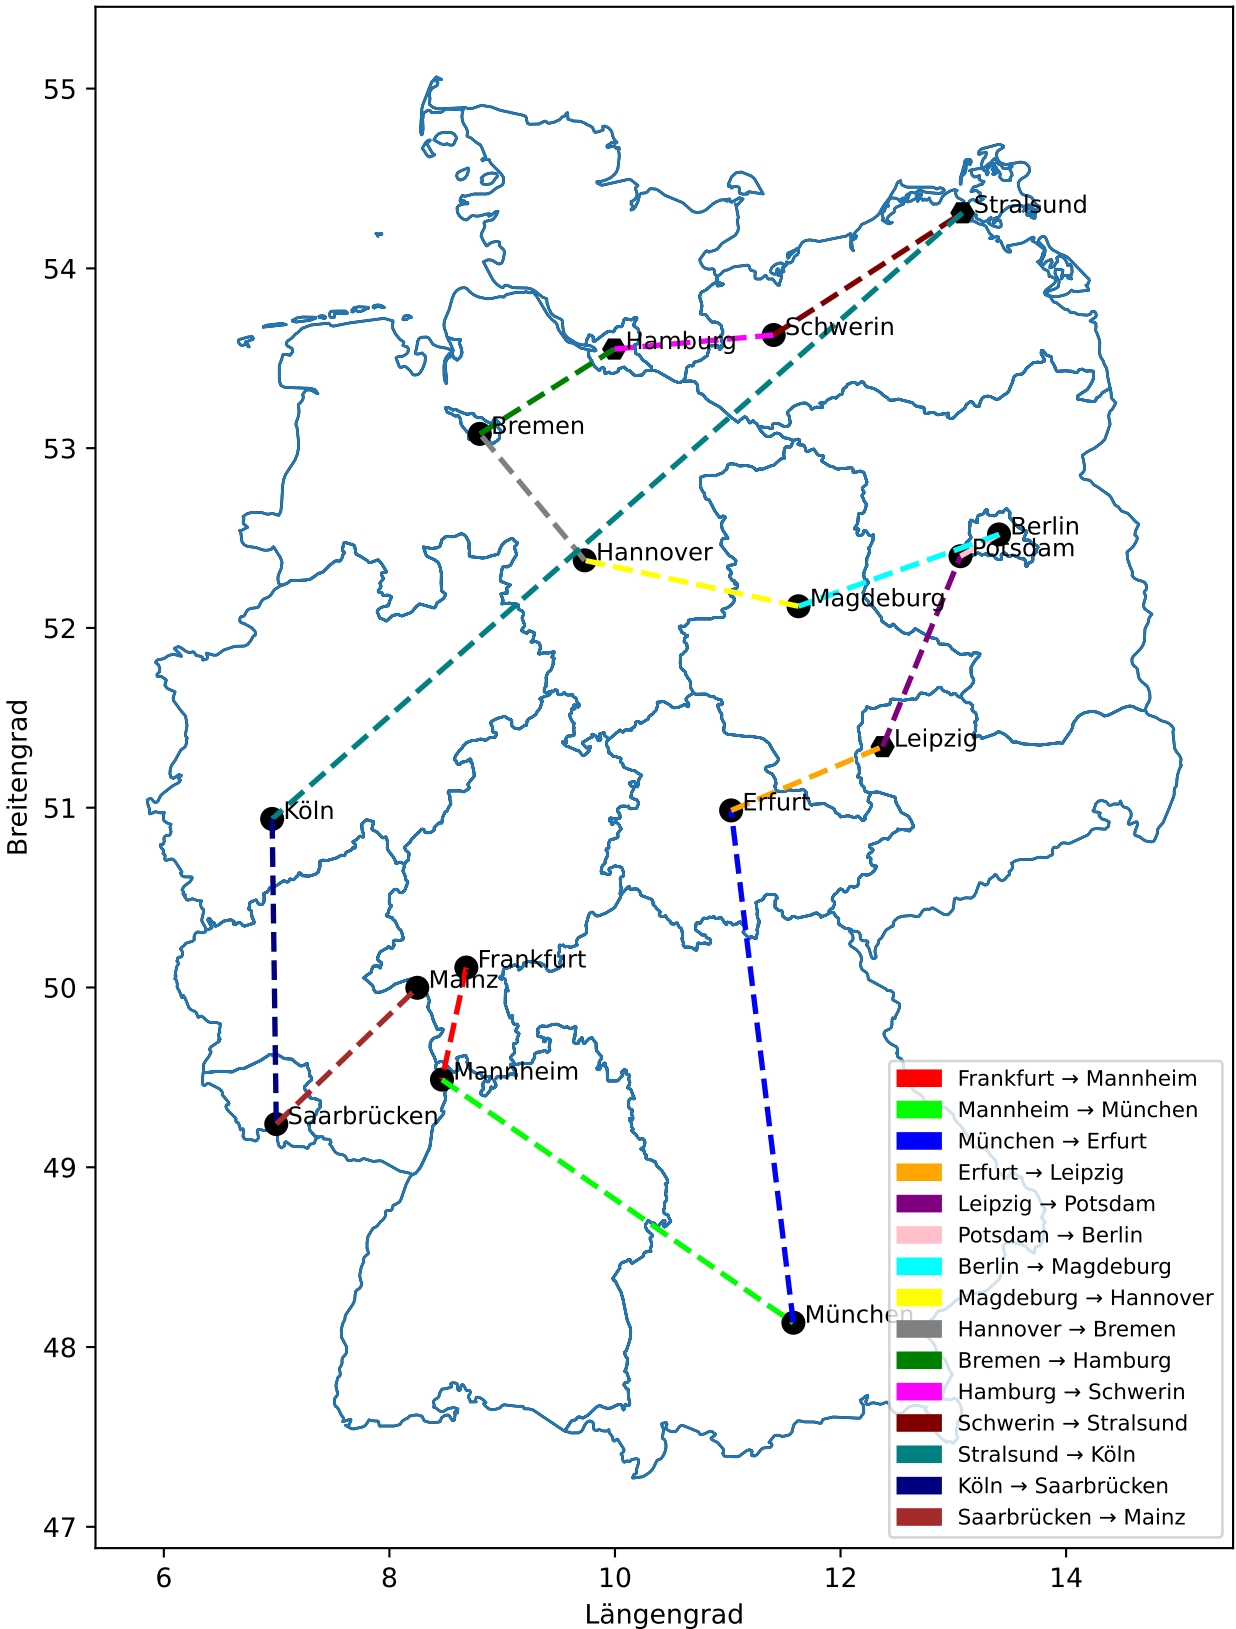 55
54
53
52
51
50
49
48
47
Breitengrad
6
8
10
12
14
Längengrad
Stralsund
Schwerin
Hamburg
Bremen
Berlin
Potsdam
Hannover
Magdeburg
Leipzig
Erfurt
Köln
Frankfurt
Mainz
Mannheim
Saarbrücken
München
Frankfurt → Mannheim
Mannheim → München
München → Erfurt
Erfurt → Leipzig
Leipzig → Potsdam
Potsdam → Berlin
Berlin → Magdeburg
Magdeburg → Hannover
Hannover → Bremen
Bremen → Hamburg
Hamburg → Schwerin
Schwerin → Stralsund
Stralsund → Köln
Köln → Saarbrücken
Saarbrücken → Mainz